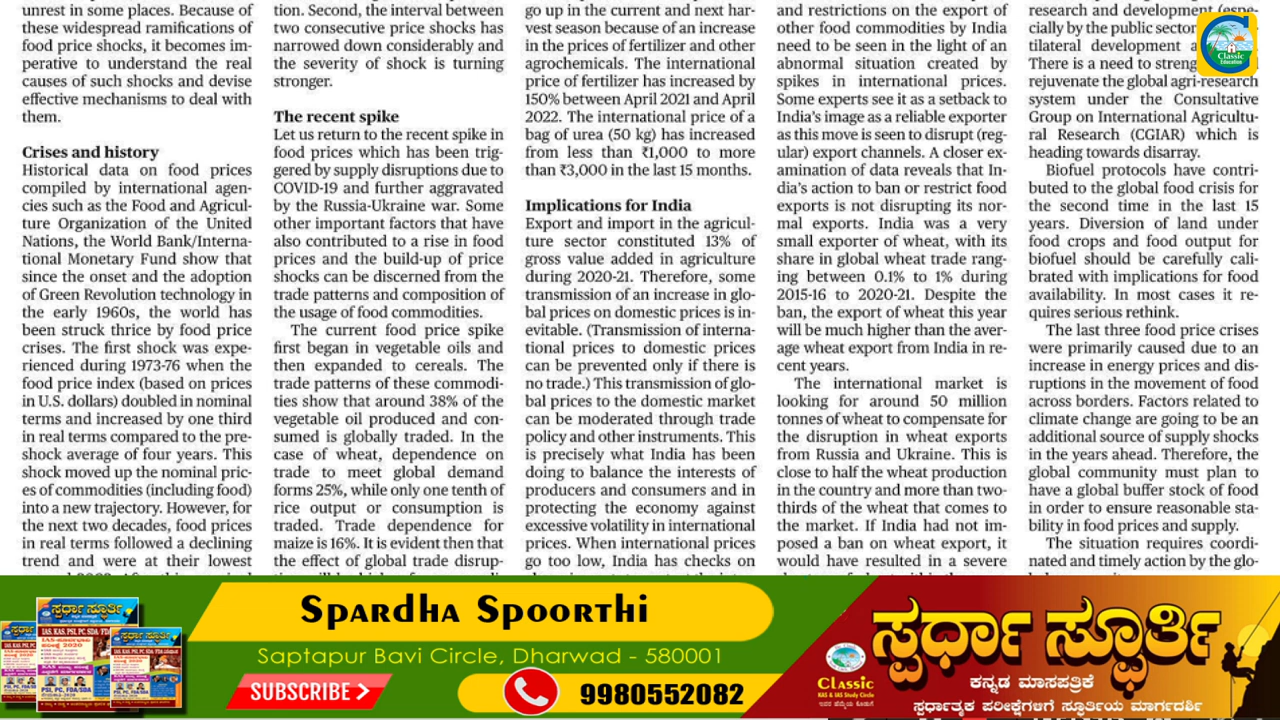 unrest in some places. Because of
these widespread ramifications of
food price shocks, it becomes im-
perative to understand the real
causes of such shocks and devise
effective mechanisms to deal with
them.
Crises and history
Historical data on food prices
compiled by international agen-
cies such as the Food and Agricul-
ture Organization of the United
Nations, the World Bank/Interna-
tional Monetary Fund show that
since the onset and the adoption
of Green Revolution technology in
the early 1960s, the world has
been struck thrice by food price
crises. The first shock was expe-
rienced during 1973-76 when the
food price index (based on prices
in U.S. dollars) doubled in nominal
terms and increased by one third
in real terms compared to the pre-
shock average of four years. This
shock moved up the nominal pric-
es of commodities (including food)
into a new trajectory. However, for
the next two decades, food prices
in real terms followed a declining
trend and were at their lowest
tion. Second, the interval between
two consecutive price shocks has
narrowed down considerably and
the severity of shock is turning
stronger.
The recent spike
Let us return to the recent spike in
food prices which has been trig-
gered by supply disruptions due to
COVID-19 and further aggravated
by the Russia-Ukraine war. Some
other important factors that have
also contributed to a rise in food
prices and the build-up of price
shocks can be discerned from the
trade patterns and composition of
the usage of food commodities.
The current food price spike
first began in vegetable oils and
then expanded to cereals. The
trade patterns of these commodi-
ties show that around 38% of the
vegetable oil produced and con-
sumed is globally traded. In the
case of wheat, dependence on
trade to meet global demand
forms 25%, while only one tenth of
rice output or consumption is
traded. Trade dependence for
maize is 16%. It is evident then that
the effect of global trade disrup-
go up in the current and next har-
vest season because of an increase
in the prices of fertilizer and other
agrochemicals. The international
price of fertilizer has increased by
150% between April 2021 and April
2022. The international price of a
bag of urea (50 kg) has increased
from less than ₹1,000 to more
than ₹3,000 in the last 15 months.
Implications for India
Export and import in the agricul-
ture sector constituted 13% of
gross value added in agriculture
during 2020-21. Therefore, some
transmission of an increase in glo-
bal prices on domestic prices is in-
evitable. (Transmission of interna-
tional prices to domestic prices
can be prevented only if there is
no trade.) This transmission of glo-
bal prices to the domestic market
can be moderated through trade
policy and other instruments. This
is precisely what India has been
doing to balance the interests of
producers and consumers and in
protecting the economy against
excessive volatility in international
prices. When international prices
go too low, India has checks on
and restrictions on the export of
other food commodities by India
need to be seen in the light of an
abnormal situation created by
spikes in international prices.
Some experts see it as a setback to
India's image as a reliable exporter
as this move is seen to disrupt (reg-
ular) export channels. A closer ex-
amination of data reveals that In-
dia's action to ban or restrict food
exports is not disrupting its nor-
mal exports. India was a very
small exporter of wheat, with its
share in global wheat trade rang-
ing between 0.1% to 1% during
2015-16 to 2020-21. Despite the
ban, the export of wheat this year
will be much higher than the aver-
age wheat export from India in re-
cent years.
The international market is
looking for around 50 million
tonnes of wheat to compensate for
the disruption in wheat exports
from Russia and Ukraine. This is
close to half the wheat production
in the country and more than two-
thirds of the wheat that comes to
the market. If India had not im-
posed a ban on wheat export, it
would have resulted in a severe
research and development (espe-
cially by the public sector
tilateral development
There is a need to
rejuvenate the global agri-research
system under the Consultative
Group on International Agricultu-
ral Research (CGIAR) which is
heading towards disarray.
Biofuel protocols have contri-
buted to the global food crisis for
the second time in the last 15
years. Diversion of land under
food crops and food output for
biofuel should be carefully cali-
brated with implications for food
availability. In most cases it re-
quires serious rethink.
The last three food price crises
were primarily caused due to an
increase in energy prices and dis-
ruptions in the movement of food
across borders. Factors related to
climate change are going to be an
additional source of supply shocks
in the years ahead. Therefore, the
global community must plan to
have a global buffer stock of food
in order to ensure reasonable sta-
bility in food prices and supply.
The situation requires coordi-
nated and timely action by the glo-
Classic
Education
Spardha Spoorthi
Saptapur Bavi Circle, Dharwad - 580001
SUBSCRIBE
9980552082
ಸ್ಪರ್ಧಾ ಸ್ಫೂರ್ತಿ
ಕನ್ನಡ ಮಾಸಪತ್ರಿಕೆ
ಸ್ಪರ್ಧಾತ್ಮಕ ಪರೀಕ್ಷೆಗಳಿಗೆ ಸ್ಫೂರ್ತಿಯ ಮಾರ್ಗದರ್ಶಿ
Classic
KAS & IAS Study Circle
ಸ್ಪರ್ಧಾ ಸ್ಫೂರ್ತಿ